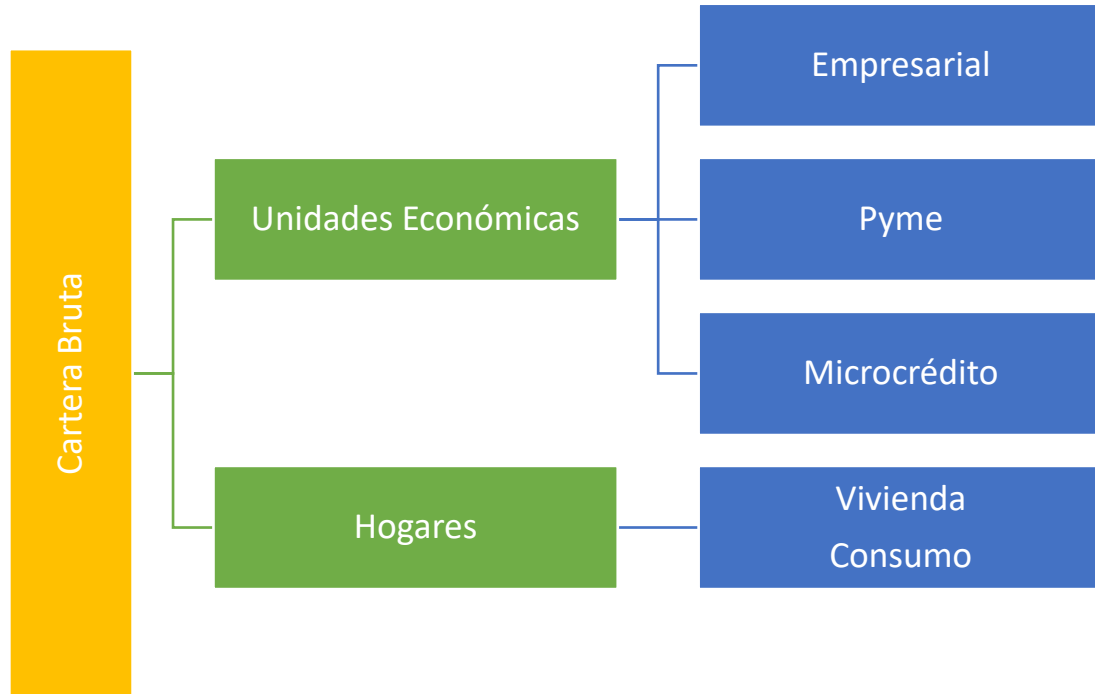 Cartera Bruta
Unidades Económicas
Empresarial
Pyme
Microcrédito
Hogares
Vivienda
Consumo